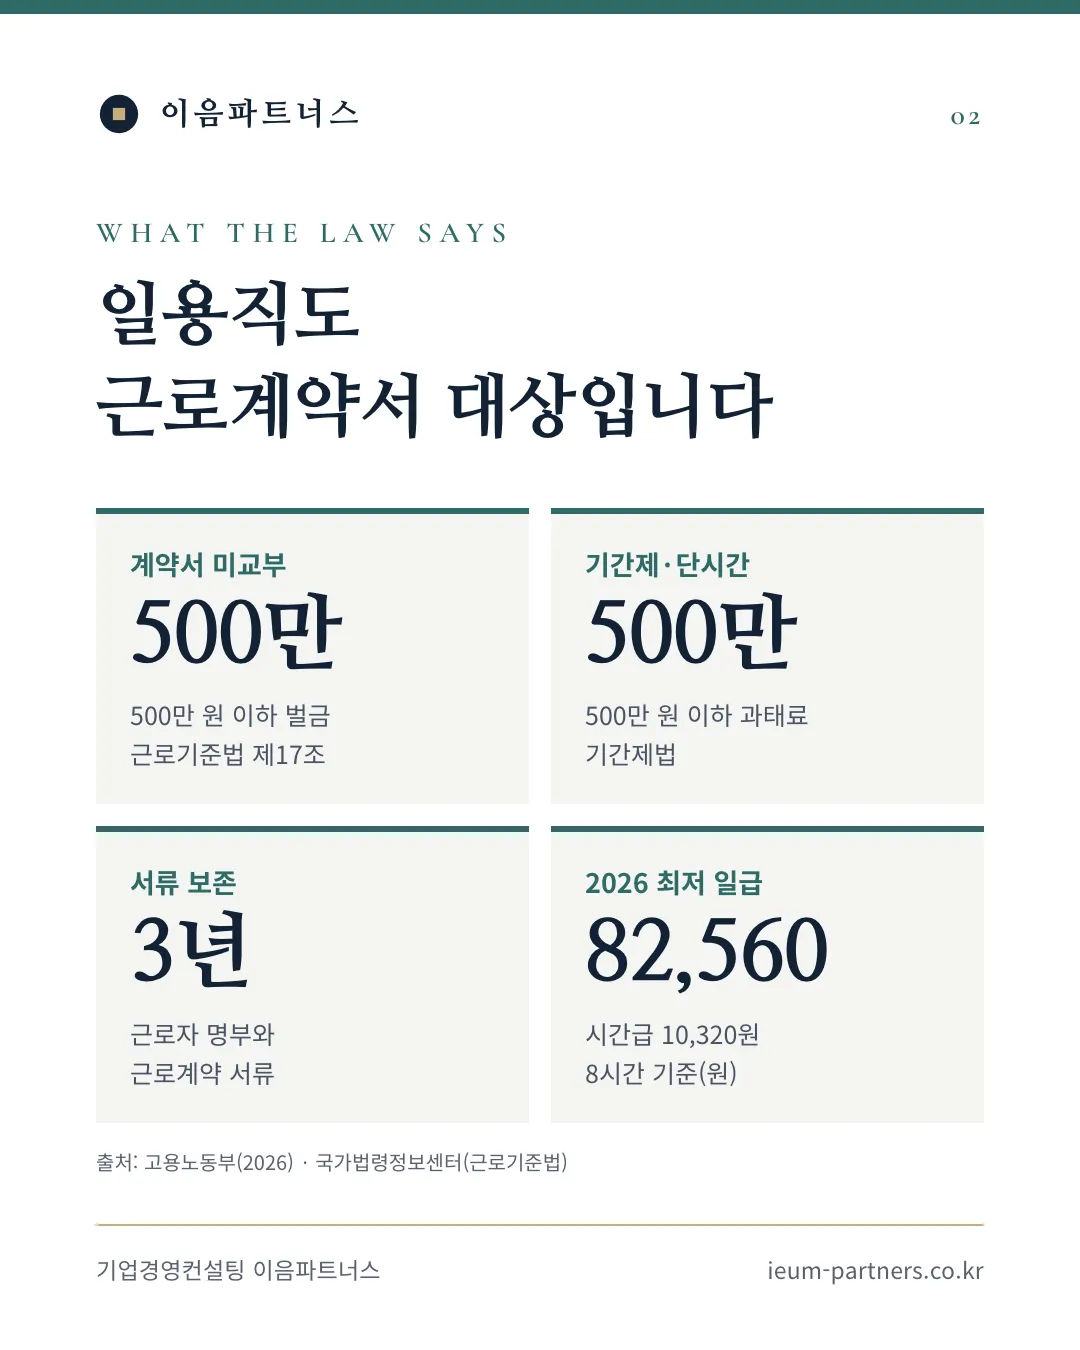 이음파트너스
02
WHAT THE LAW SAYS
일용직도
근로계약서 대상입니다
계약서 미교부
500만
500만 원 이하 벌금
근로기준법 제17조
기간제·단시간
500만
500만 원 이하 과태료
기간제법
서류 보존
3년
근로자 명부와
근로계약 서류
2026 최저 일급
82,560
시간급 10,320원
8시간 기준(원)
출처: 고용노동부(2026) · 국가법령정보센터(근로기준법)
기업경영컨설팅 이음파트너스
ieum-partners.co.kr